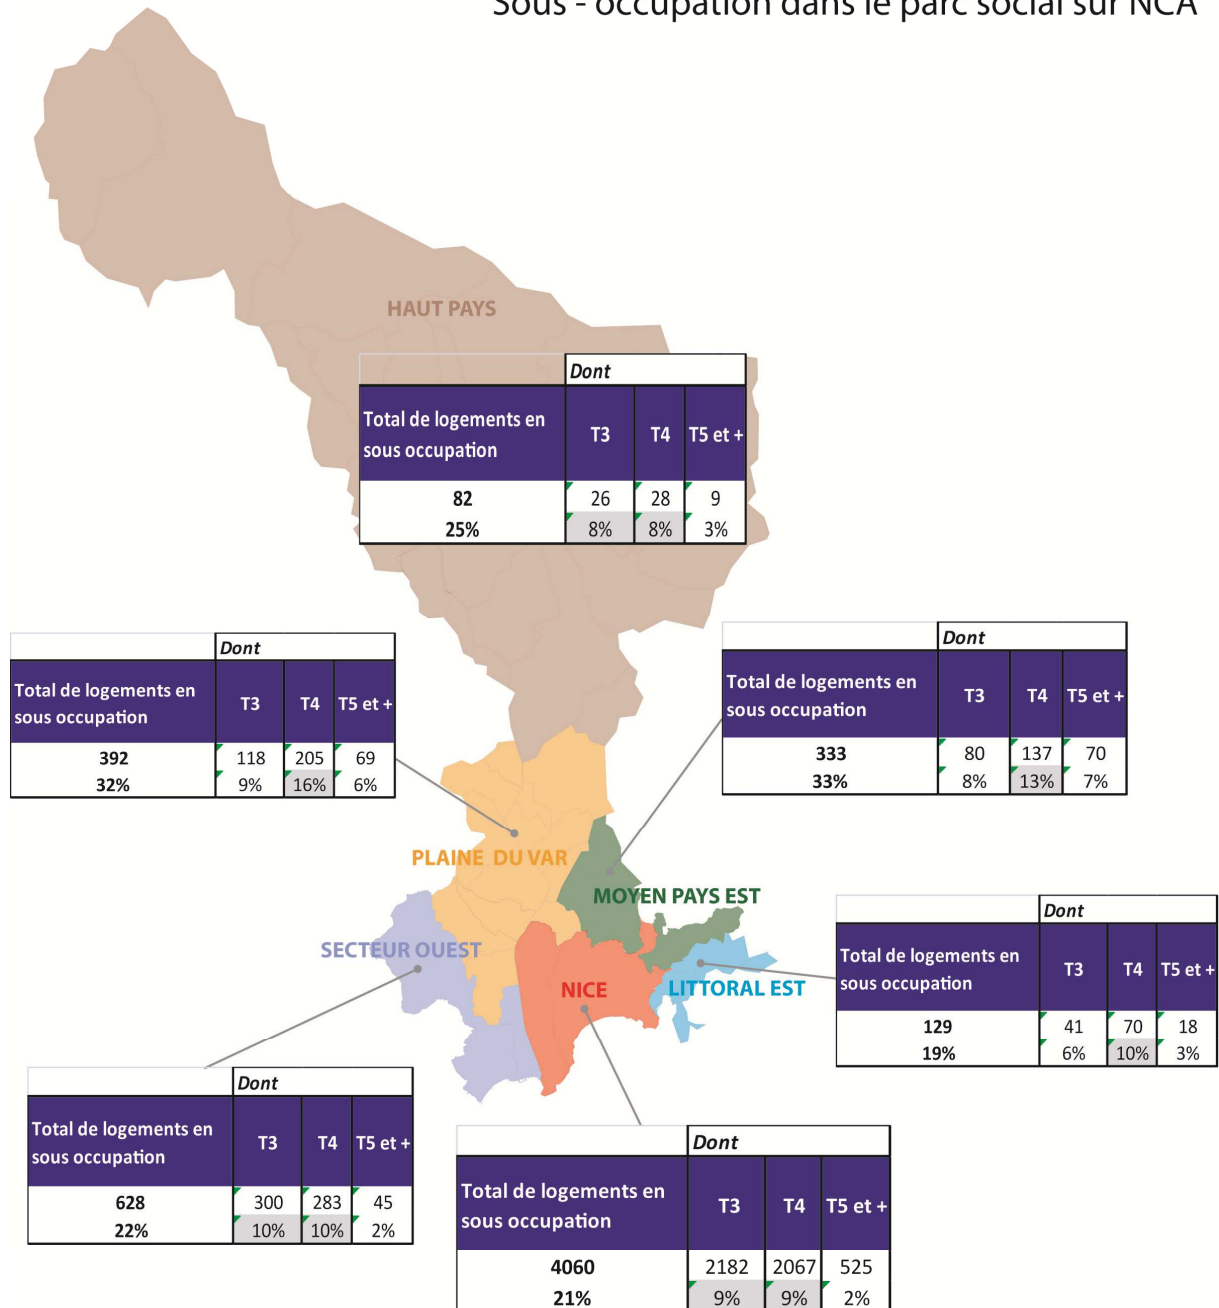 Sous - occupation dans le parc social sur NCA
HAUT PAYS
Dont
Total de logements en
sous occupation
T3 T4 T5 et +
82 26 28 9
25% 8% 8% 3%
Dont
Total de logements en
sous occupation
T3 T4 T5 et +
392 118 205 69
32% 9% 16% 6%
Dont
Total de logements en
sous occupation
T3 T4 T5 et +
333 80 137 70
33% 8% 13% 7%
PLAINE DU VAR
MOYEN PAYS EST
SECTEUR OUEST
NICE
LITTORAL EST
Dont
Total de logements en
sous occupation
T3 T4 T5 et +
129 41 70 18
19% 6% 10% 3%
Dont
Total de logements en
sous occupation
T3 T4 T5 et +
628 300 283 45
22% 10% 10% 2%
Dont
Total de logements en
sous occupation
T3 T4 T5 et +
4060 2182 2067 525
21% 9% 9% 2%